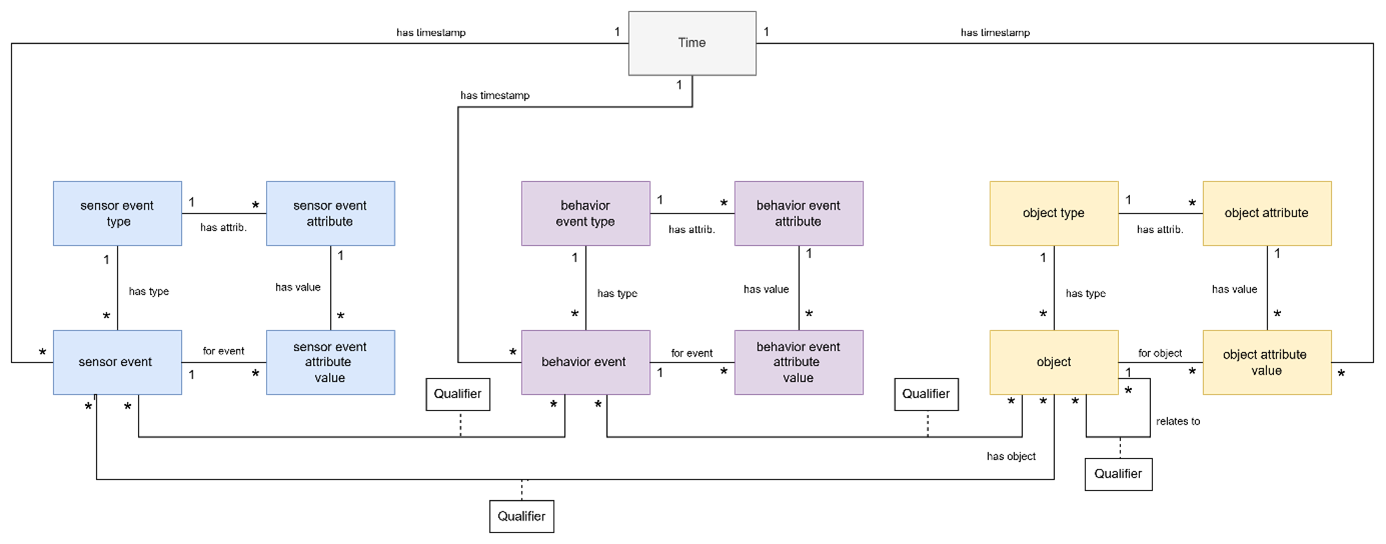 has timestamp
1
Time
1
has timestamp
1
has timestamp
sensor event
type
1
*
has attrib.
sensor event
attribute
behavior
event type
1
*
has attrib.
behavior event
attribute
object type
1
*
has attrib.
object attribute
1
has type
*
1
has value
*
1
has type
*
1
has value
*
1
has type
*
1
has value
*
*
sensor event
for event
1
*
sensor event
attribute
value
*
behavior event
for event
1
*
behavior event
attribute
value
object
for object
1
*
object attribute
value
*
*
*
Qualifier
*
*
Qualifier
*
*
*
*
relates to
has object
Qualifier
Qualifier